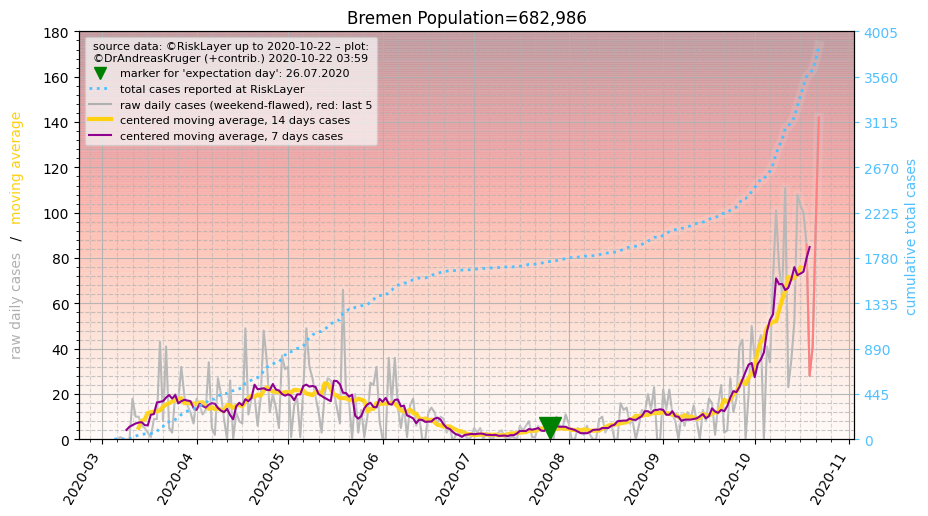 Bremen Population=682,986
source data: ©RiskLayer up to 2020-10-22 – plot:
©DrAndreasKruger (+contrib.) 2020-10-22 03:59
marker for 'expectation day': 26.07.2020
total cases reported at RiskLayer
raw daily cases (weekend-flawed), red: last 5
centered moving average, 14 days cases
centered moving average, 7 days cases
raw daily cases / moving average
180
160
140
120
100
80
60
40
20
0
4005
3560
3115
2670
2225
1780
1335
890
445
0
cumulative total cases
2020-03
2020-04
2020-05
2020-06
2020-07
2020-08
2020-09
2020-10
2020-11